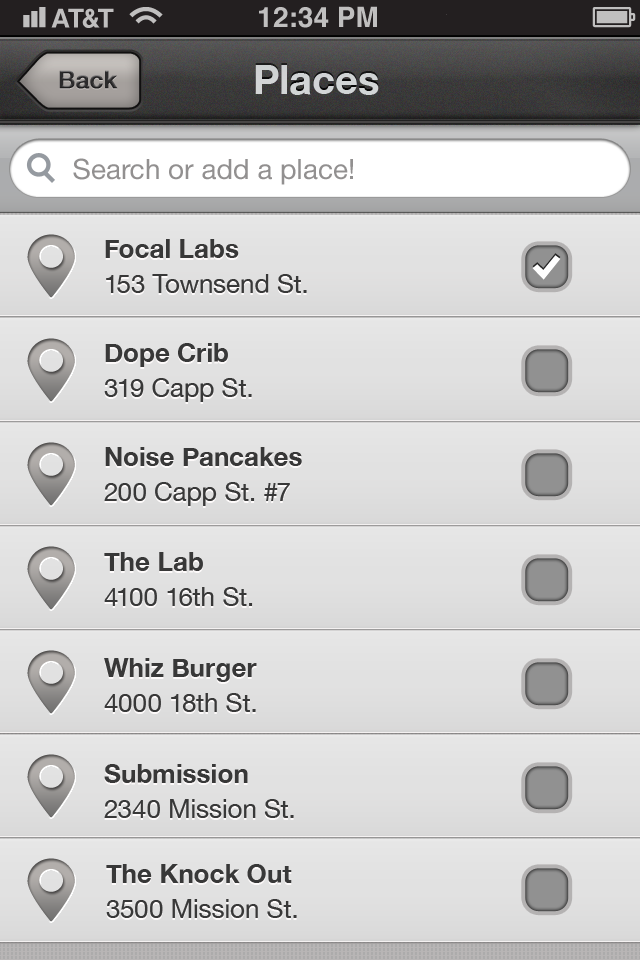 AT&T 12:34 PM
Back Places
Search or add a place!
Focal Labs
153 Townsend St.
Dope Crib
319 Capp St.
Noise Pancakes
200 Capp St. #7
The Lab
4100 16th St.
Whiz Burger
4000 18th St.
Submission
2340 Mission St.
The Knock Out
3500 Mission St.